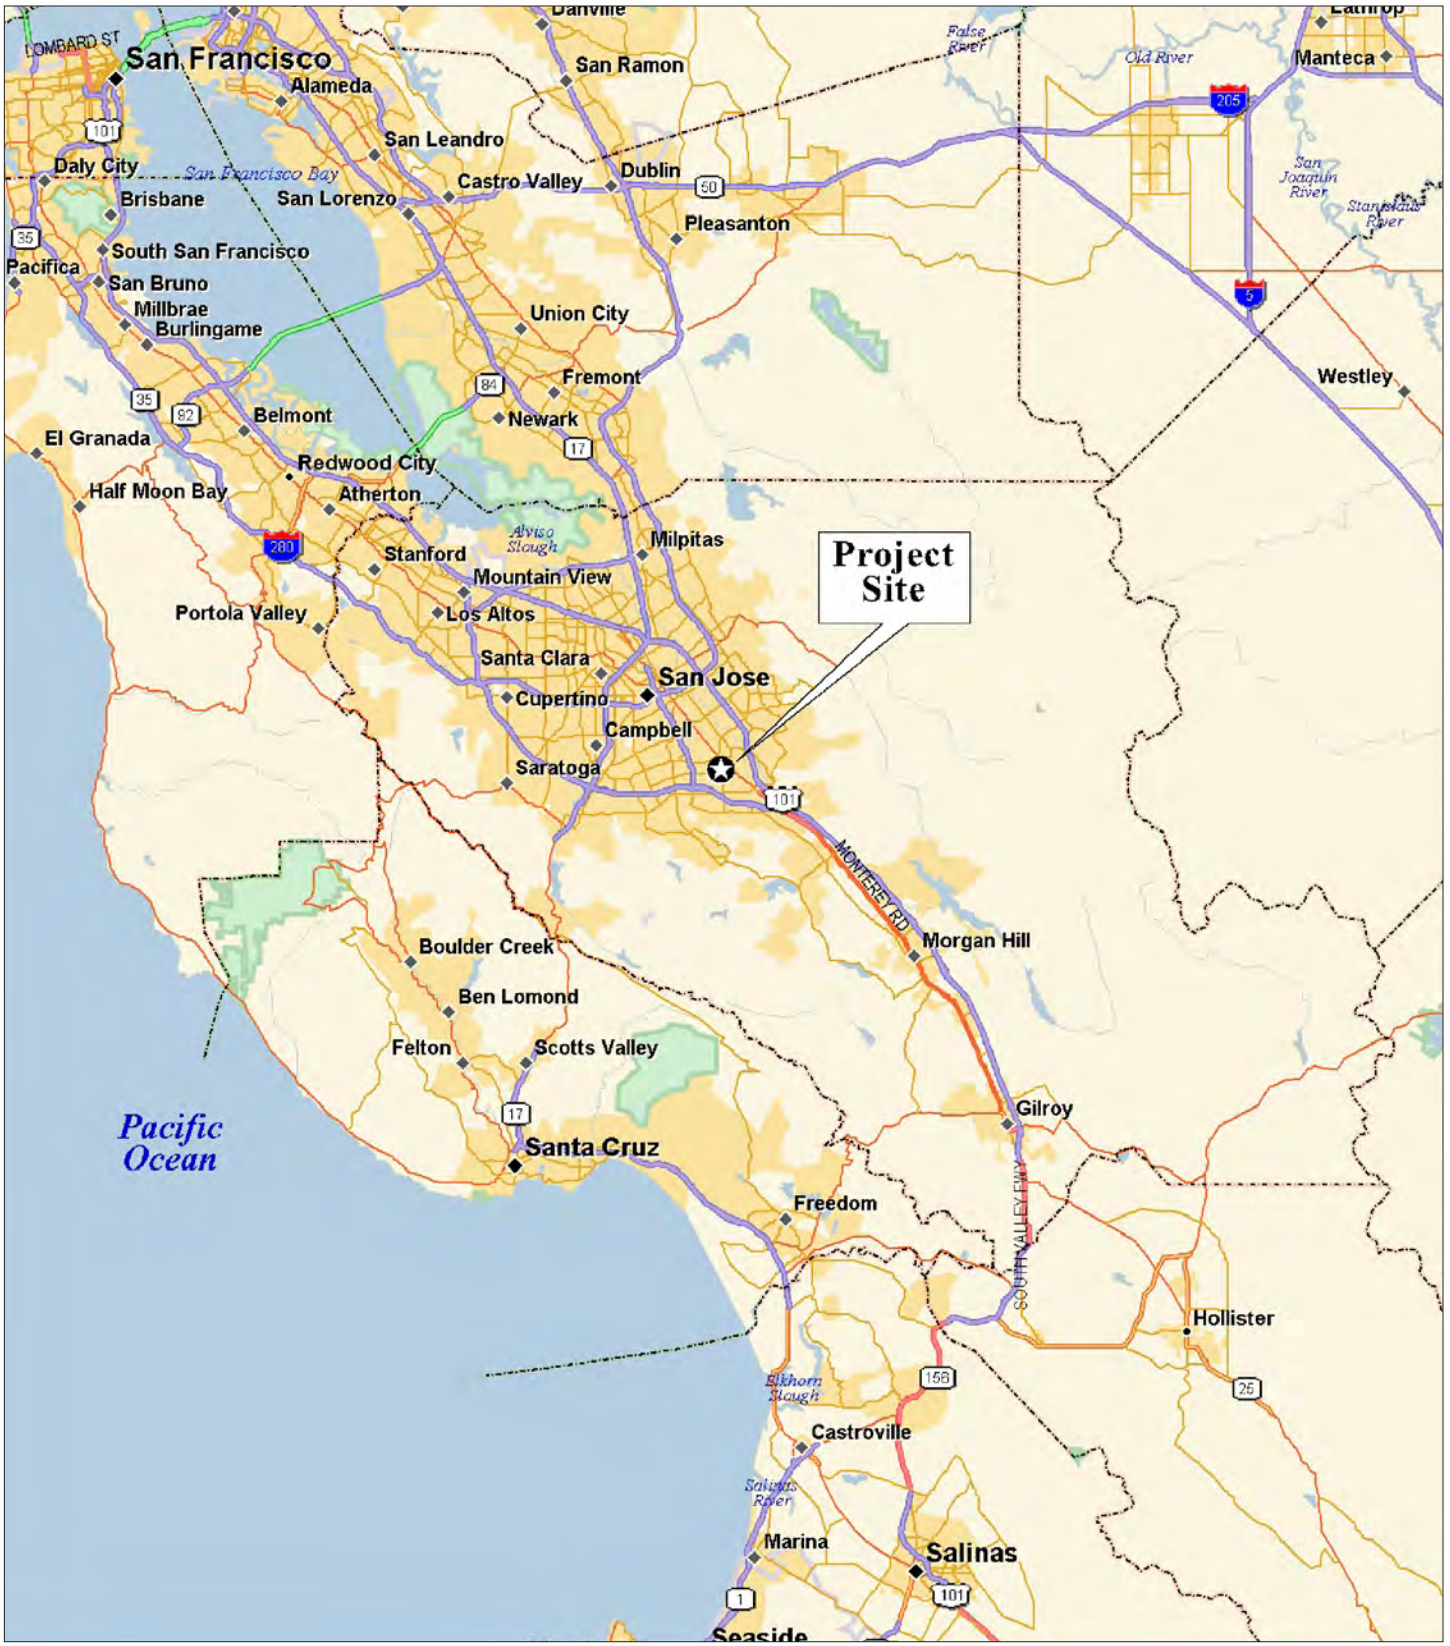 Danville
Lathrop
LOMBARD ST
San Francisco
False
River
Old River
Manteca
San Ramon
Alameda
205
101
San Leandro
Daly City
San Francisco Bay
Castro Valley
Dublin
50
San
Joaquin
River
Brisbane
San Lorenzo
Stanislaus
River
Pleasanton
35
South San Francisco
Pacifica
San Bruno
5
Millbrae
Burlingame
Union City
Fremont
84
Westley
35
92
Belmont
Newark
El Granada
17
Redwood City
Half Moon Bay
Atherton
Alviso
Slough
Milpitas
280
Stanford
Project
Site
Mountain View
Portola Valley
Los Altos
Santa Clara
San Jose
Cupertino
Campbell
Saratoga
101
MONTEREY RD
Morgan Hill
Boulder Creek
Ben Lomond
Felton
Scotts Valley
17
Gilroy
Pacific
Ocean
Santa Cruz
SOUTH VALLEY FWY
Freedom
Hollister
Elkhorn
Slough
156
25
Castroville
Salinas
River
Marina
Salinas
1
101
Seaside